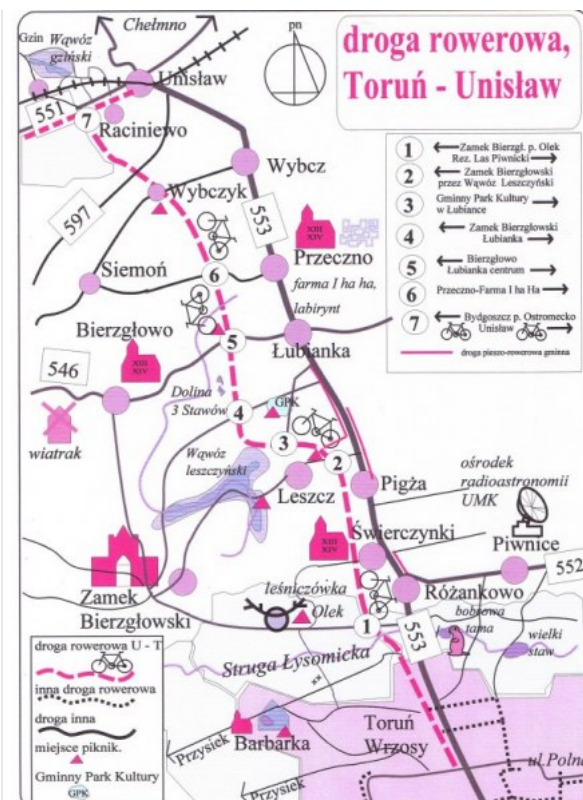 droga rowerowa,
Toruń - Unisław
Chełmno
pn
Gzin
Wąwóz
gziński
Unisław
551
7
Raciniewo
Wybcz
Wybczyk
597
553
XIII
XIV
Przeczno
Siemoń
6
farma I ha ha,
labirynt
Bierzgłowo
5
Łubianka
546
XIII
XIV
Dolina
3 Stawów
4
GPK
3
wiatrak
Wąwóz
leszczyński
2
Leszcz
Pigża
ośrodek
radioastronomii
UMK
XIII
XIV
Świerczynki
Piwnice
552
Zamek
Bierzgłowski
leśniczówka
Olek
Różankowo
1
553
bobrowa
tama
wielki
staw
Struga Łysomicka
Toruń
Wrzosy
Barbarka
Przysiek
Przysiek
ul.Polna
1 Zamek Bierzgł. p. Olek
Rez. Las Piwnicki
2 Zamek Bierzgłowski
przez Wąwóz Leszczyński
3 Gminny Park Kultury
w Łubiance
4 Zamek Bierzgłowski
Łubianka
5 Bierzgłowo
Łubianka centrum
6 Przeczno-Farma I ha Ha
7 Bydgoszcz p. Ostromecko
Unisław
droga pieszo-rowerowa gminna
droga rowerowa U - T
inna droga rowerowa
droga inna
miejsce piknik.
Gminny Park Kultury
GPK